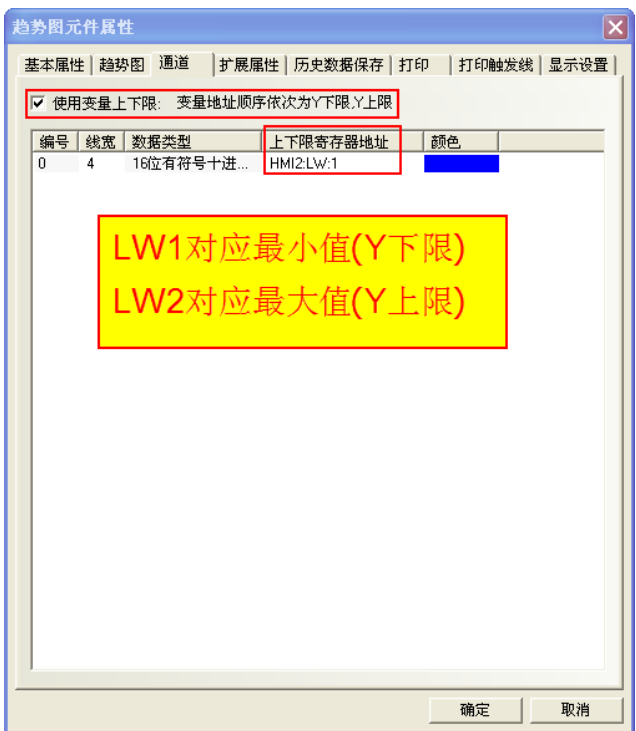 趋势图元件属性
基本属性 趋势图 通道 扩展属性 历史数据保存 打印 打印触发线 显示设置
使用变量上下限: 变量地址顺序依次为Y下限,Y上限
编号 线宽 数据类型 上下限寄存器地址 颜色
0 4 16位有符号十进... HMI2:LW:1
LW1对应最小值(Y下限)
LW2对应最大值(Y上限)
确定 取消